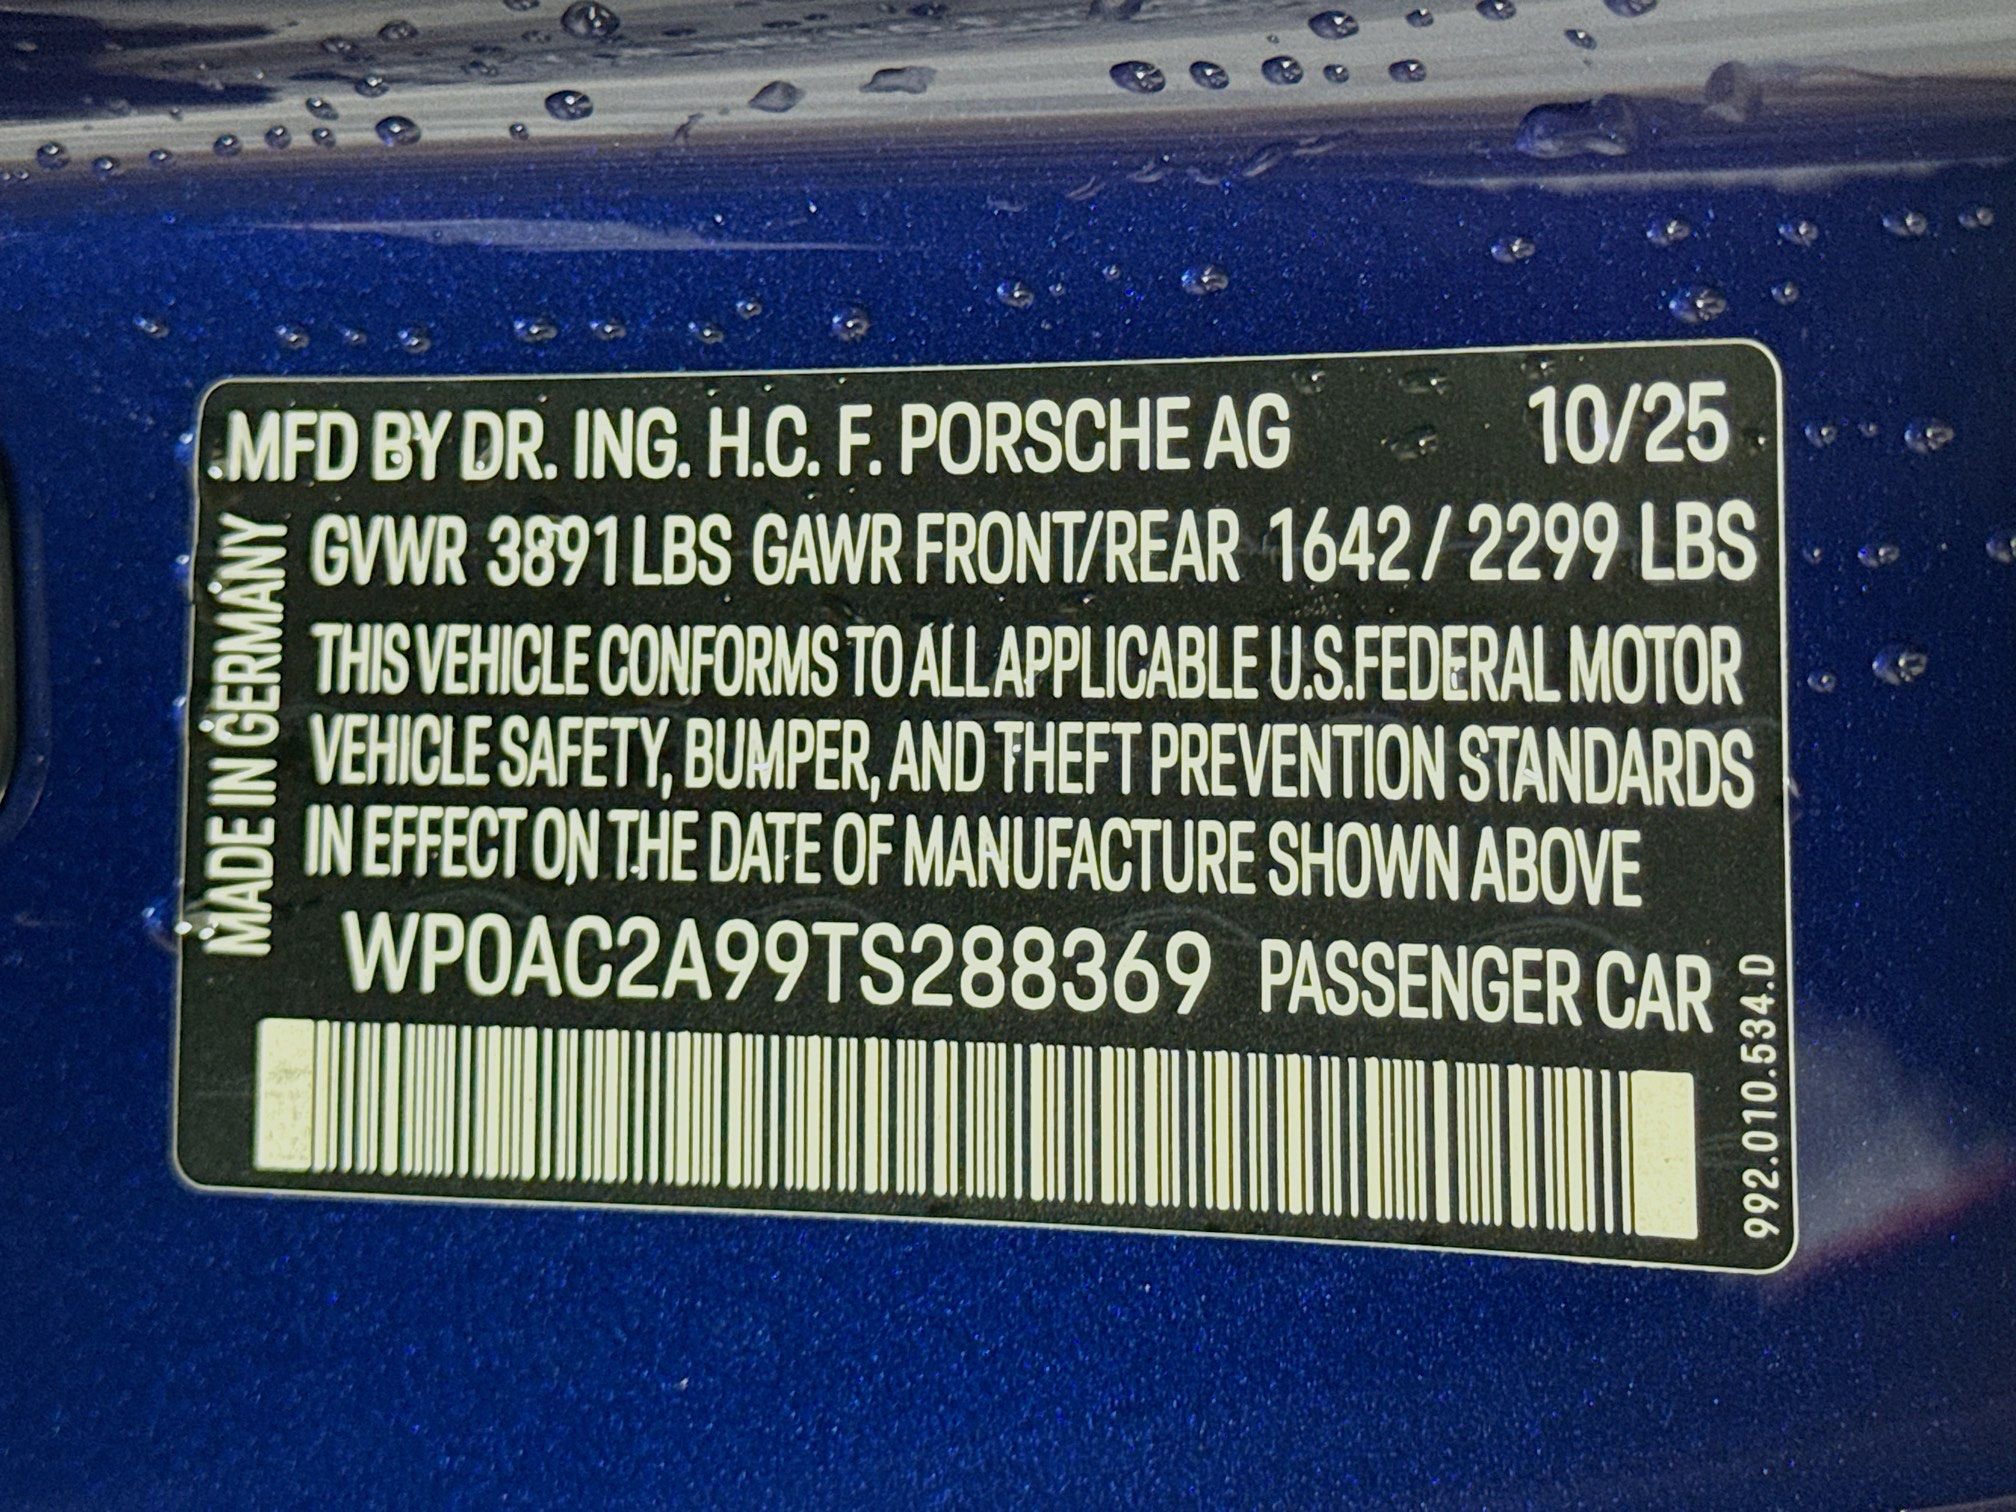 MFD BY DR. ING. H.C. F. PORSCHE AG 10/25
GVWR 3891 LBS GAWR FRONT/REAR 1642 / 2299 LBS
THIS VEHICLE CONFORMS TO ALL APPLICABLE U.S.FEDERAL MOTOR
VEHICLE SAFETY, BUMPER, AND THEFT PREVENTION STANDARDS
IN EFFECT ON THE DATE OF MANUFACTURE SHOWN ABOVE
WP0AC2A99TS288369 PASSENGER CAR
MADE IN GERMANY
992.010.534.D